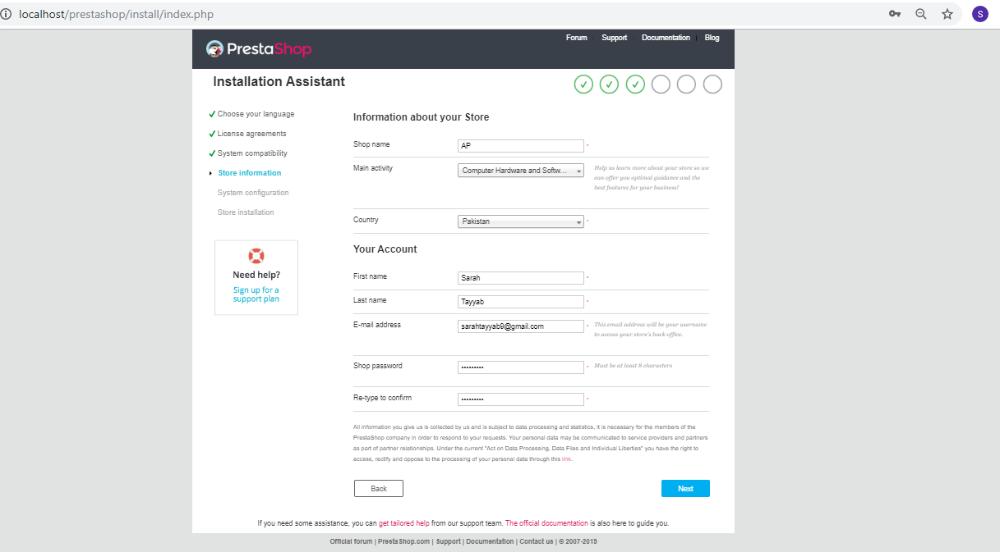 localhost/prestashop/install/index.php
S
Forum Support Documentation Blog
PrestaShop
Installation Assistant
Choose your language
License agreements
System compatibility
Store information
System configuration
Store installation
Need help?
Sign up for a
support plan
Information about your Store
Shop name AP *
Main activity Computer Hardware and Softw...
Help us learn more about your store so we
can offer you optimal guidance and the
best features for your business!
Country Pakistan *
Your Account
First name Sarah *
Last name Tayyab *
E-mail address sarahtayyab9@gmail.com * This email address will be your username
to access your store's back office.
Shop password ••••••••• * Must be at least 8 characters
Re-type to confirm ••••••••• *
All information you give us is collected by us and is subject to data processing and statistics, it is necessary for the members of the
PrestaShop company in order to respond to your requests. Your personal data may be communicated to service providers and partners
as part of partner relationships. Under the current "Act on Data Processing, Data Files and Individual Liberties" you have the right to
access, rectify and oppose to the processing of your personal data through this link.
Back Next
If you need some assistance, you can get tailored help from our support team. The official documentation is also here to guide you.
Official forum | PrestaShop.com | Support | Documentation | Contact us | © 2007-2019